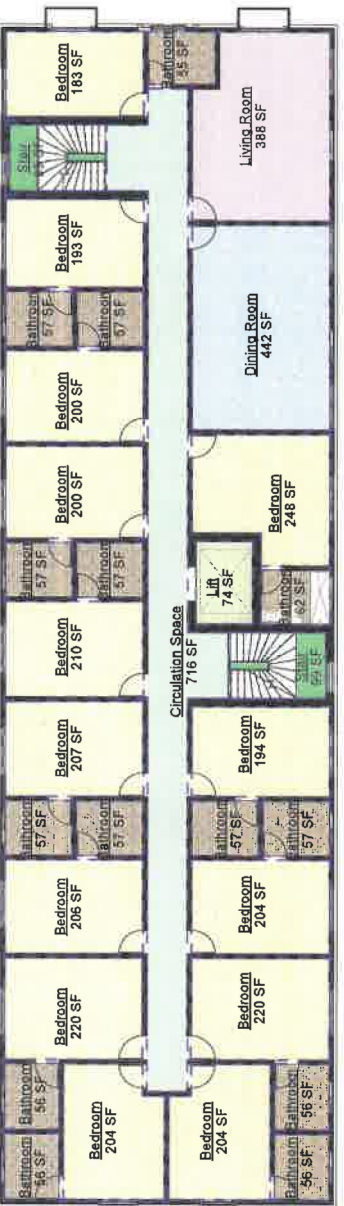 Bedroom
183 SF
Bathroom
55 SF
Living Room
388 SF
Stair
Bedroom
193 SF
Dining Room
442 SF
Bathroom
57 SF
Bathroom
57 SF
Bedroom
200 SF
Bedroom
200 SF
Bedroom
248 SF
Bathroom
57 SF
Bathroom
57 SF
Lift
74 SF
Bathroom
62 SF
Bedroom
210 SF
Circulation Space
716 SF
Stair
99 SF
Bedroom
207 SF
Bedroom
194 SF
Bathroom
57 SF
Bathroom
57 SF
Bathroom
57 SF
Bathroom
57 SF
Bedroom
206 SF
Bedroom
204 SF
Bedroom
220 SF
Bedroom
220 SF
Bathroom
56 SF
Bathroom
56 SF
Bathroom
56 SF
Bedroom
204 SF
Bedroom
204 SF
Bathroom
56 SF